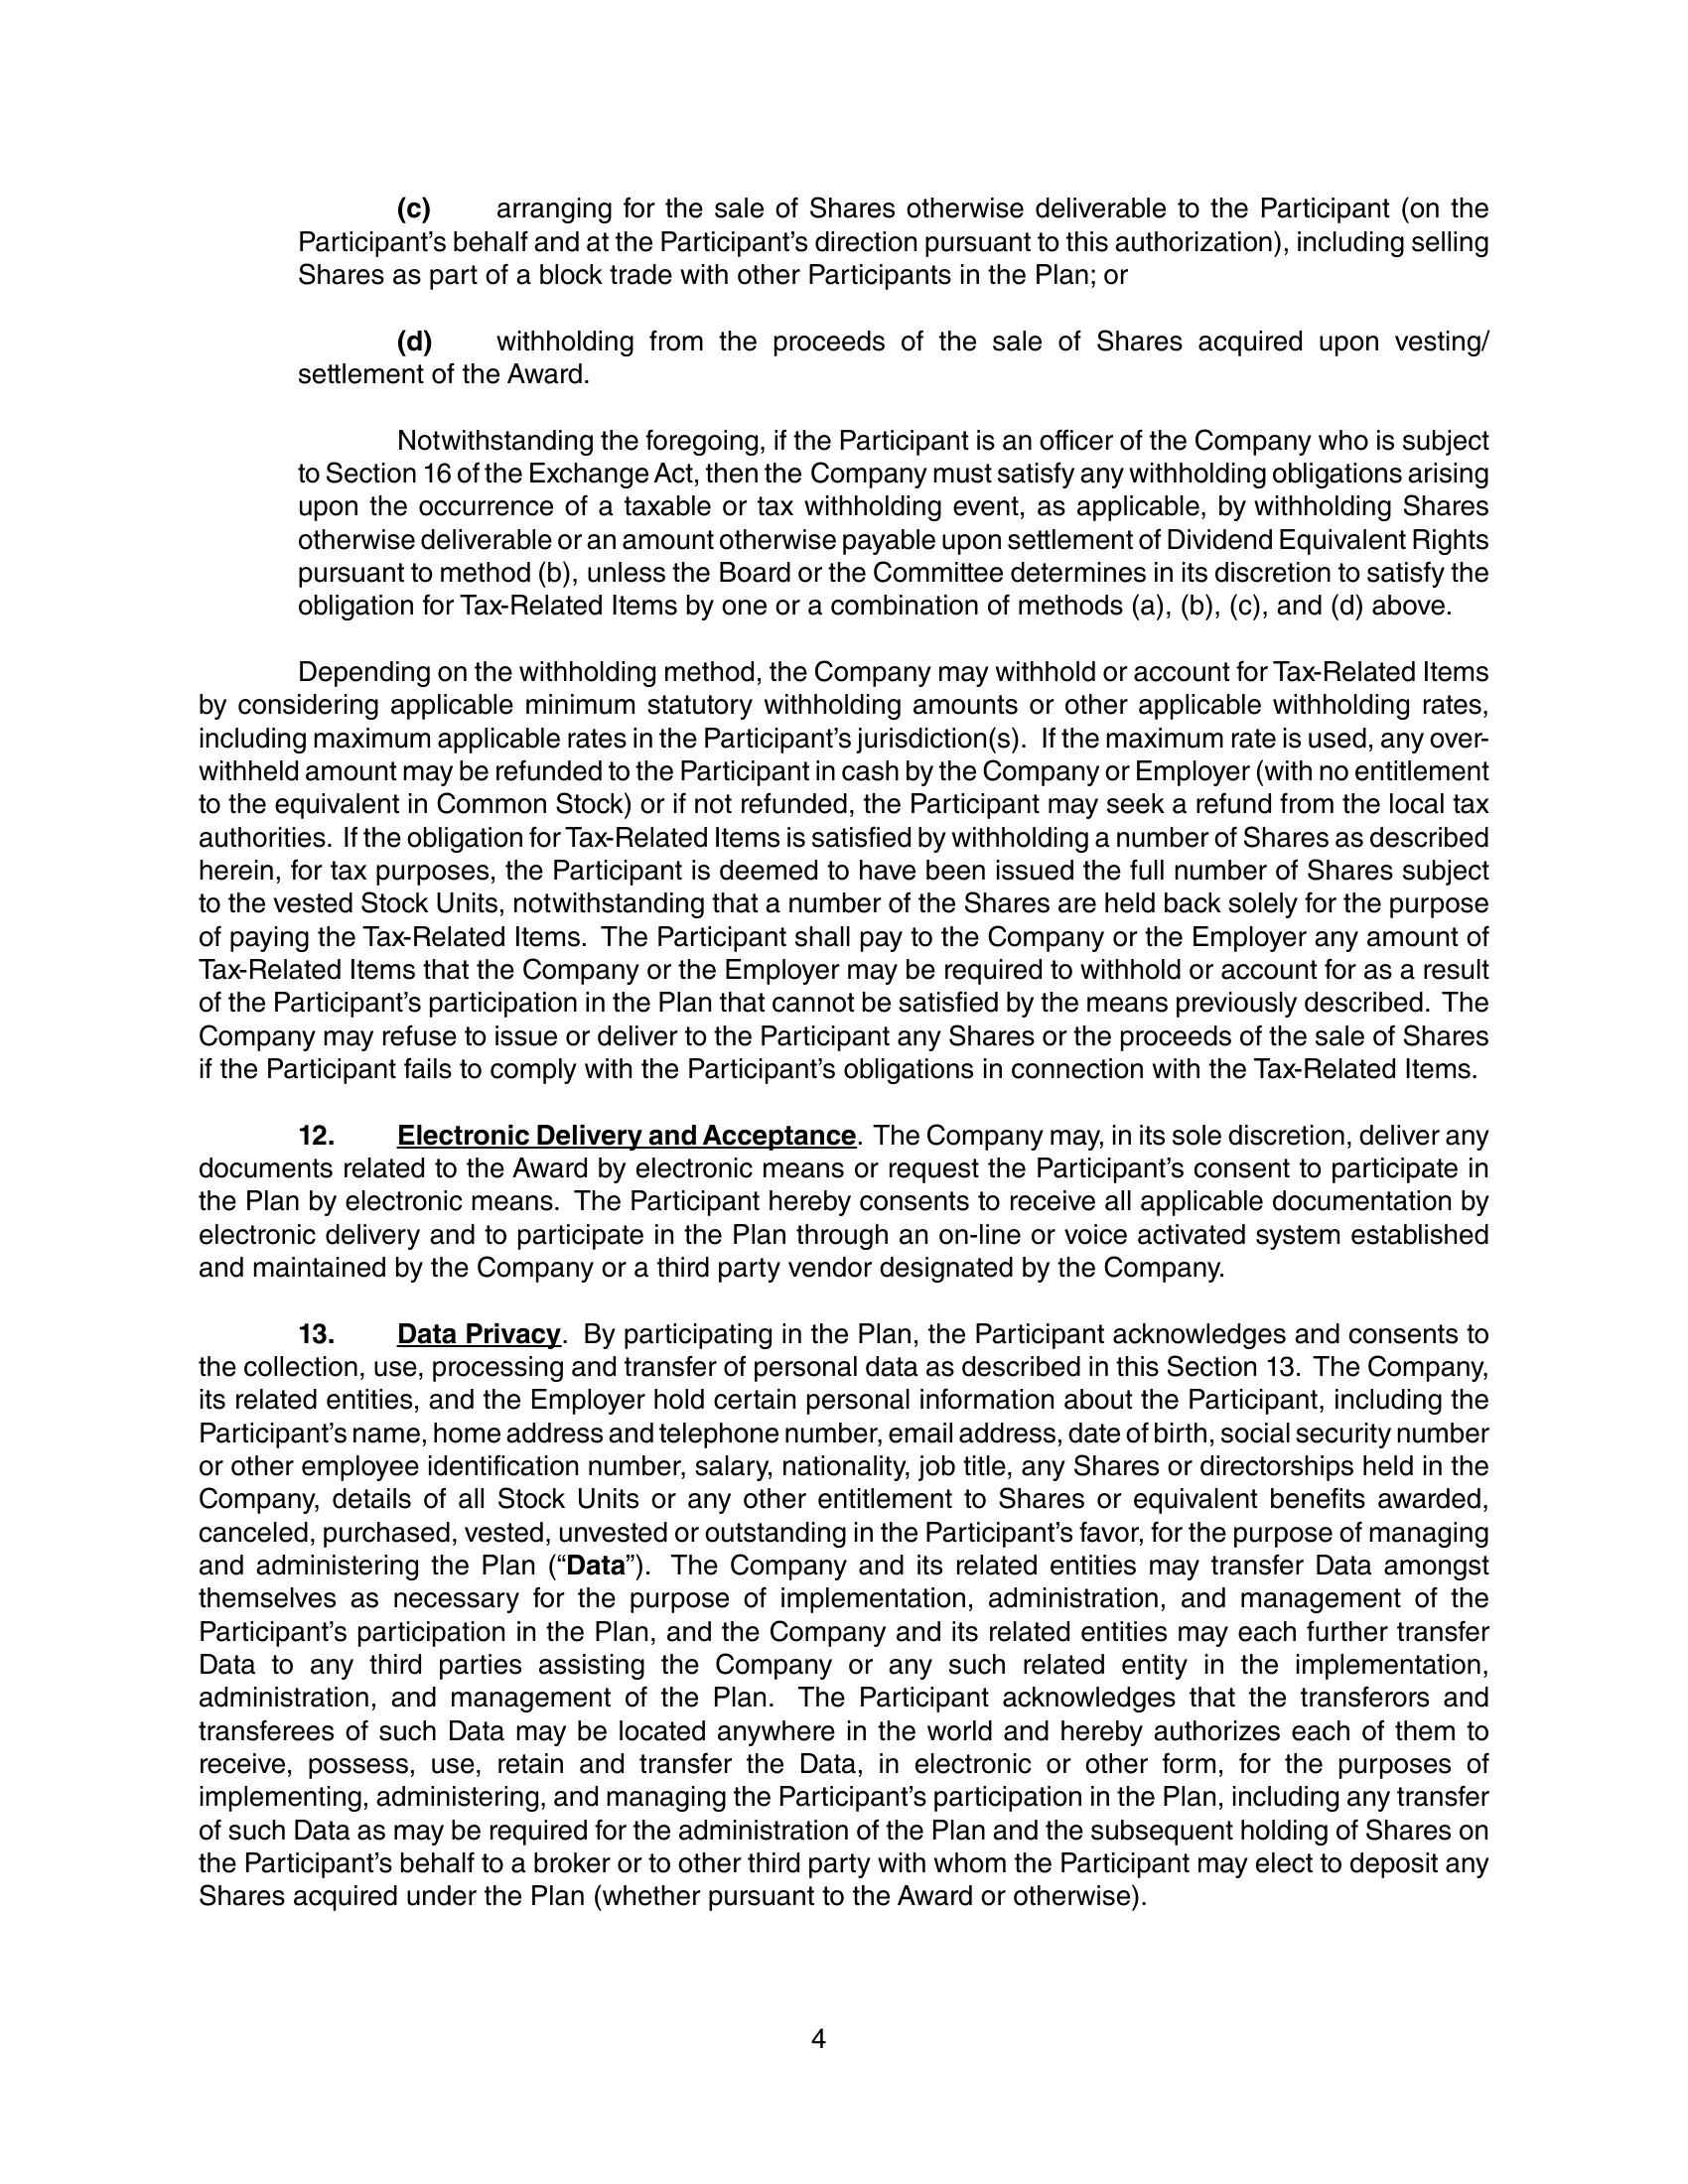 (c) arranging for the sale of Shares otherwise deliverable to the Participant (on the
Participant’s behalf and at the Participant’s direction pursuant to this authorization), including selling
Shares as part of a block trade with other Participants in the Plan; or
(d) withholding from the proceeds of the sale of Shares acquired upon vesting/
settlement of the Award.
Notwithstanding the foregoing, if the Participant is an officer of the Company who is subject
to Section 16 of the Exchange Act, then the Company must satisfy any withholding obligations arising
upon the occurrence of a taxable or tax withholding event, as applicable, by withholding Shares
otherwise deliverable or an amount otherwise payable upon settlement of Dividend Equivalent Rights
pursuant to method (b), unless the Board or the Committee determines in its discretion to satisfy the
obligation for Tax-Related Items by one or a combination of methods (a), (b), (c), and (d) above.
Depending on the withholding method, the Company may withhold or account for Tax-Related Items
by considering applicable minimum statutory withholding amounts or other applicable withholding rates,
including maximum applicable rates in the Participant’s jurisdiction(s). If the maximum rate is used, any over-
withheld amount may be refunded to the Participant in cash by the Company or Employer (with no entitlement
to the equivalent in Common Stock) or if not refunded, the Participant may seek a refund from the local tax
authorities. If the obligation for Tax-Related Items is satisfied by withholding a number of Shares as described
herein, for tax purposes, the Participant is deemed to have been issued the full number of Shares subject
to the vested Stock Units, notwithstanding that a number of the Shares are held back solely for the purpose
of paying the Tax-Related Items. The Participant shall pay to the Company or the Employer any amount of
Tax-Related Items that the Company or the Employer may be required to withhold or account for as a result
of the Participant’s participation in the Plan that cannot be satisfied by the means previously described. The
Company may refuse to issue or deliver to the Participant any Shares or the proceeds of the sale of Shares
if the Participant fails to comply with the Participant’s obligations in connection with the Tax-Related Items.
12. Electronic Delivery and Acceptance. The Company may, in its sole discretion, deliver any
documents related to the Award by electronic means or request the Participant’s consent to participate in
the Plan by electronic means. The Participant hereby consents to receive all applicable documentation by
electronic delivery and to participate in the Plan through an on-line or voice activated system established
and maintained by the Company or a third party vendor designated by the Company.
13. Data Privacy. By participating in the Plan, the Participant acknowledges and consents to
the collection, use, processing and transfer of personal data as described in this Section 13. The Company,
its related entities, and the Employer hold certain personal information about the Participant, including the
Participant’s name, home address and telephone number, email address, date of birth, social security number
or other employee identification number, salary, nationality, job title, any Shares or directorships held in the
Company, details of all Stock Units or any other entitlement to Shares or equivalent benefits awarded,
canceled, purchased, vested, unvested or outstanding in the Participant’s favor, for the purpose of managing
and administering the Plan (“Data”). The Company and its related entities may transfer Data amongst
themselves as necessary for the purpose of implementation, administration, and management of the
Participant’s participation in the Plan, and the Company and its related entities may each further transfer
Data to any third parties assisting the Company or any such related entity in the implementation,
administration, and management of the Plan. The Participant acknowledges that the transferors and
transferees of such Data may be located anywhere in the world and hereby authorizes each of them to
receive, possess, use, retain and transfer the Data, in electronic or other form, for the purposes of
implementing, administering, and managing the Participant’s participation in the Plan, including any transfer
of such Data as may be required for the administration of the Plan and the subsequent holding of Shares on
the Participant’s behalf to a broker or to other third party with whom the Participant may elect to deposit any
Shares acquired under the Plan (whether pursuant to the Award or otherwise).
4